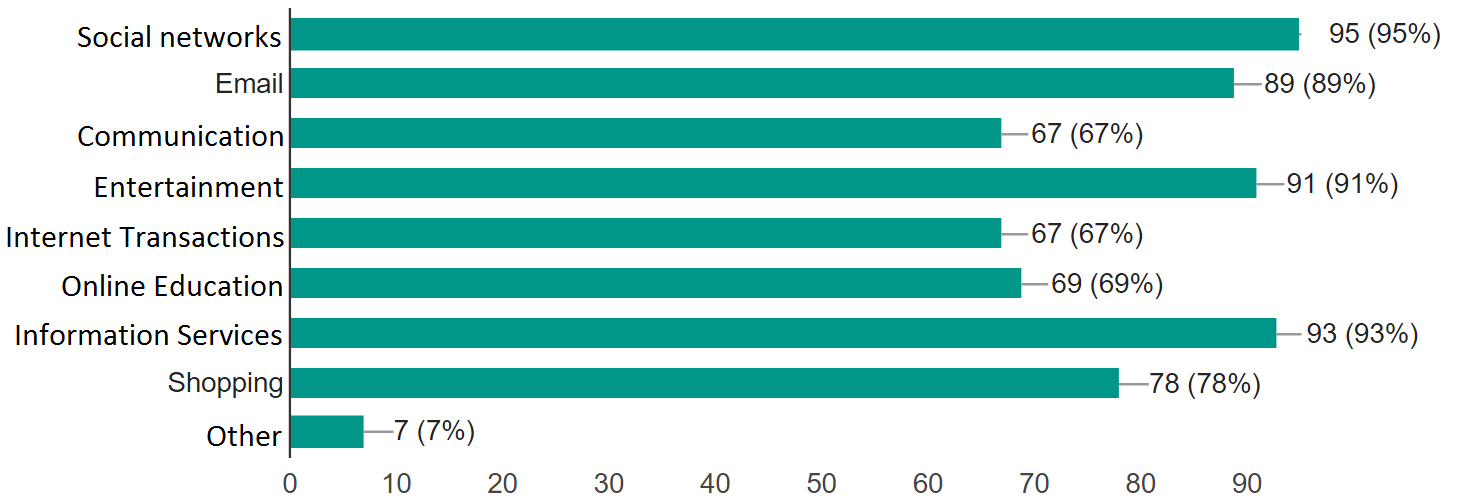 Social networks 95 (95%)
Email 89 (89%)
Communication 67 (67%)
Entertainment 91 (91%)
Internet Transactions 67 (67%)
Online Education 69 (69%)
Information Services 93 (93%)
Shopping 78 (78%)
Other 7 (7%)
0 10 20 30 40 50 60 70 80 90